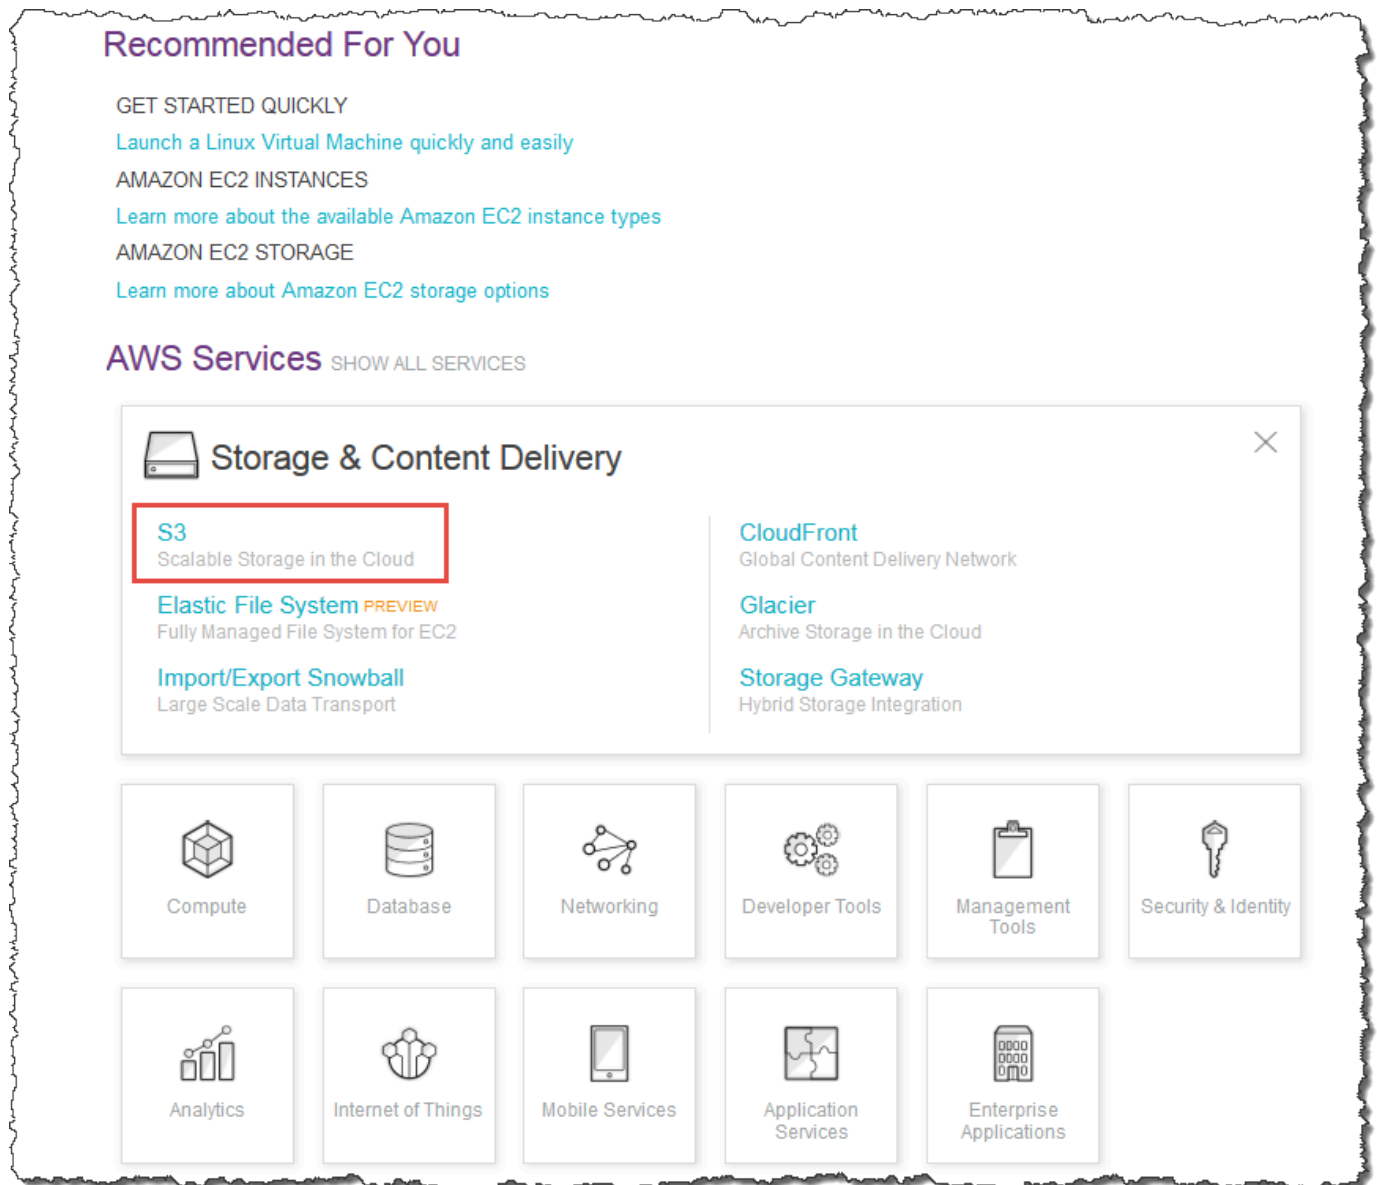 Recommended For You
GET STARTED QUICKLY
Launch a Linux Virtual Machine quickly and easily
AMAZON EC2 INSTANCES
Learn more about the available Amazon EC2 instance types
AMAZON EC2 STORAGE
Learn more about Amazon EC2 storage options
AWS Services SHOW ALL SERVICES
Storage & Content Delivery
S3
Scalable Storage in the Cloud
Elastic File System PREVIEW
Fully Managed File System for EC2
Import/Export Snowball
Large Scale Data Transport
CloudFront
Global Content Delivery Network
Glacier
Archive Storage in the Cloud
Storage Gateway
Hybrid Storage Integration
Compute
Database
Networking
Developer Tools
Management
Tools
Security & Identity
Analytics
Internet of Things
Mobile Services
Application
Services
Enterprise
Applications